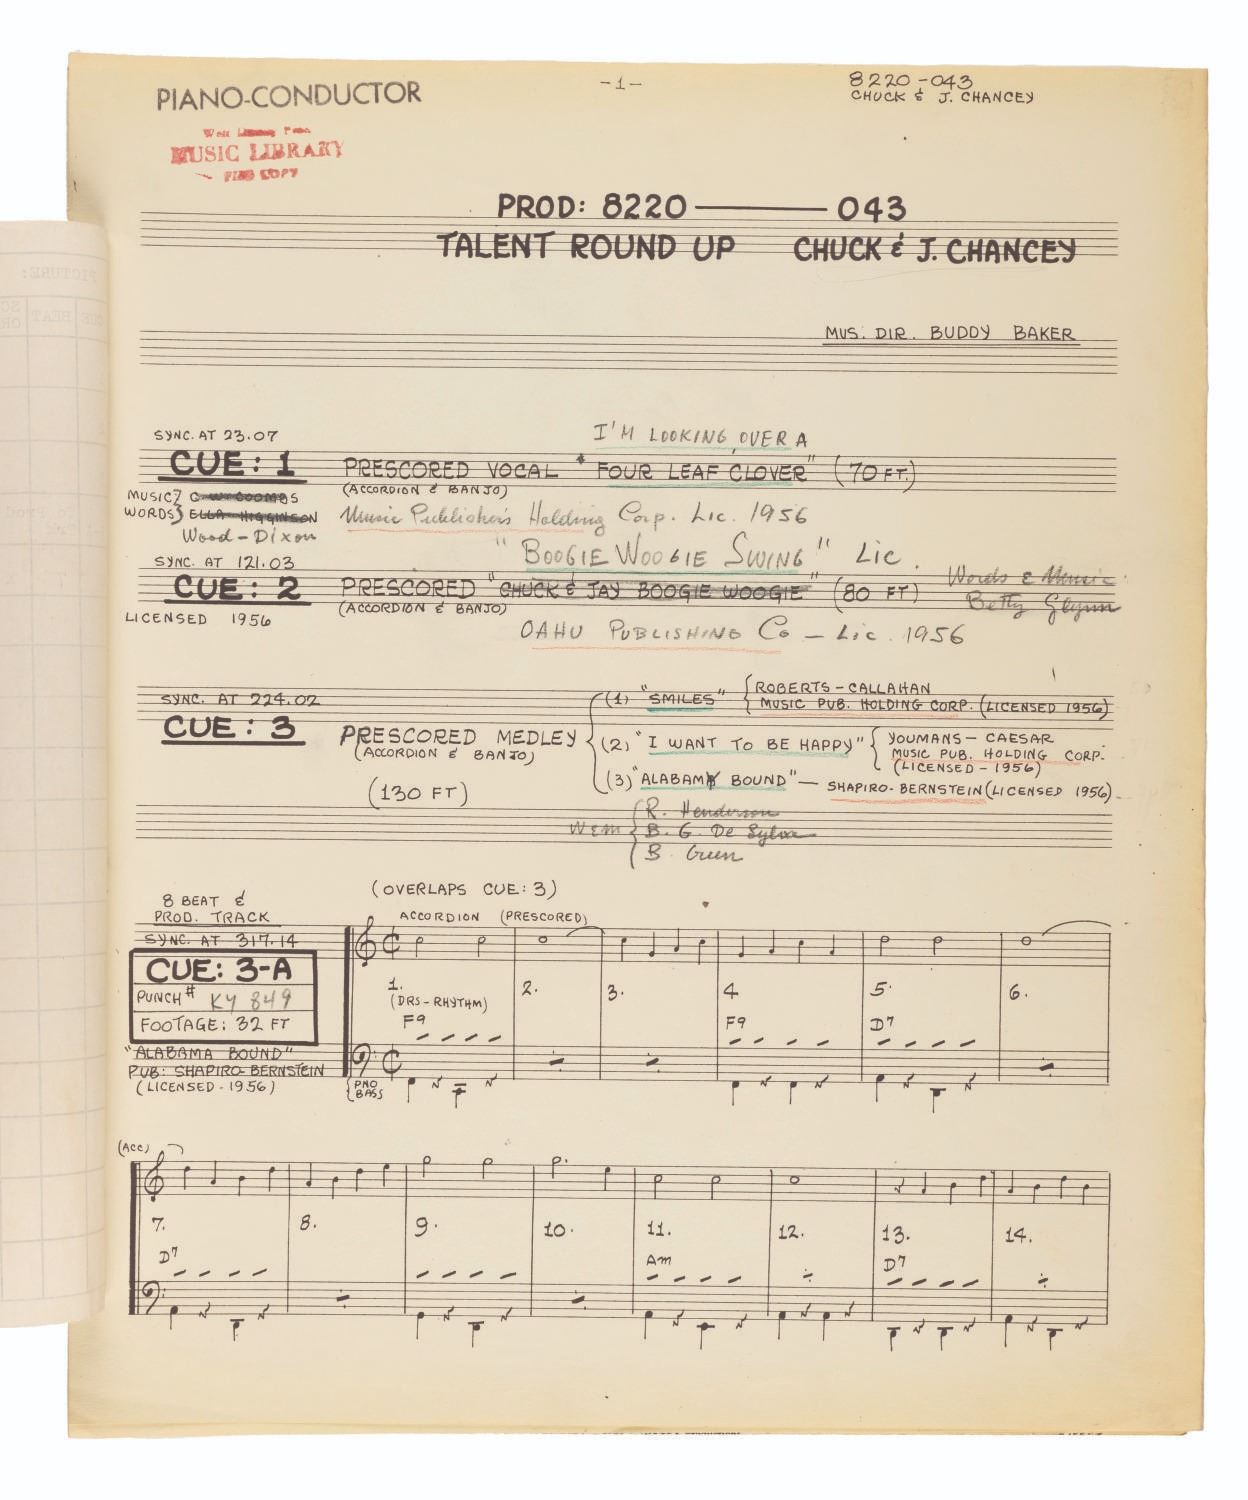 PIANO-CONDUCTOR
-1-
8220-043
CHUCK & J. CHANCEY
MUSIC LIBRARY
FILE COPY
PROD: 8220 — 043
TALENT ROUND UP CHUCK & J. CHANCEY
MUS. DIR. BUDDY BAKER
SYNC. AT 23.07
I'M LOOKING OVER A
CUE: 1 PRESCORED VOCAL "FOUR LEAF CLOVER" (70 FT.)
(ACCORDION & BANJO)
MUSIC} C. W. COOMBS
WORDS} ELLA HIGGINSON
Music Publisher's Holding Corp. Lic. 1956
Wood-Dixon
"BOOGIE WOOGIE SWING" Lic.
SYNC. AT 121.03
CUE: 2 PRESCORED "CHUCK & JAY BOOGIE WOOGIE" (80 FT)
Words & Music
Betty Glynn
(ACCORDION & BANJO)
LICENSED 1956
OAHU PUBLISHING Co - Lic. 1956
SYNC. AT 224.02
CUE: 3 PRESCORED MEDLEY
(ACCORDION & BANJO)
(130 FT)
(1) "SMILES" { ROBERTS-CALLAHAN
MUSIC PUB. HOLDING CORP. (LICENSED 1956)
(2) "I WANT TO BE HAPPY" { YOUMANS-CAESAR
MUSIC PUB. HOLDING CORP.
(LICENSED-1956)
(3) "ALABAMY BOUND" — SHAPIRO-BERNSTEIN (LICENSED 1956)
W & M { R. Henderson
B. G. De Sylva
B. Green
(OVERLAPS CUE: 3)
8 BEAT &
PROD. TRACK
SYNC. AT 317.14
CUE: 3-A
PUNCH # KY 849
FOOTAGE: 32 FT
"ALABAMA BOUND"
PUB: SHAPIRO-BERNSTEIN
(LICENSED-1956)
ACCORDION (PRESCORED)
1. 2. 3. 4 5. 6.
(DRS-RHYTHM)
F9 F9 D7
PNO
BASS
(ACC)
7. 8. 9. 10. 11. 12. 13. 14.
D7 Am D7
PICTURE:
CUE BEAT